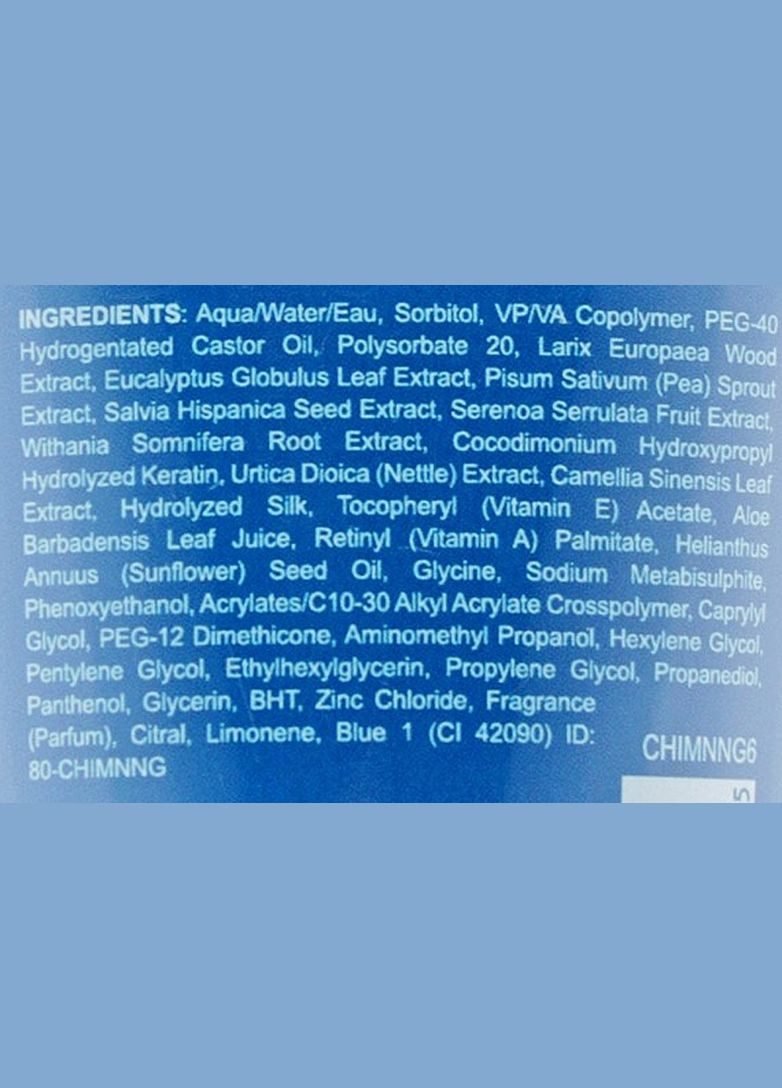 INGREDIENTS: Aqua/Water/Eau, Sorbitol, VP/VA Copolymer, PEG-40
Hydrogentated Castor Oil, Polysorbate 20, Larix Europaea Wood
Extract, Eucalyptus Globulus Leaf Extract, Pisum Sativum (Pea) Sprout
Extract, Salvia Hispanica Seed Extract, Serenoa Serrulata Fruit Extract,
Withania Somnifera Root Extract, Cocodimonium Hydroxypropyl
Hydrolyzed Keratin, Urtica Dioica (Nettle) Extract, Camellia Sinensis Leaf
Extract, Hydrolyzed Silk, Tocopheryl (Vitamin E) Acetate, Aloe
Barbadensis Leaf Juice, Retinyl (Vitamin A) Palmitate, Helianthus
Annuus (Sunflower) Seed Oil, Glycine, Sodium Metabisulphite,
Phenoxyethanol, Acrylates/C10-30 Alkyl Acrylate Crosspolymer, Caprylyl
Glycol, PEG-12 Dimethicone, Aminomethyl Propanol, Hexylene Glycol,
Pentylene Glycol, Ethylhexylglycerin, Propylene Glycol, Propanediol,
Panthenol, Glycerin, BHT, Zinc Chloride, Fragrance
(Parfum), Citral, Limonene, Blue 1 (CI 42090) ID:
80-CHIMNNG
CHIMNNG6
5